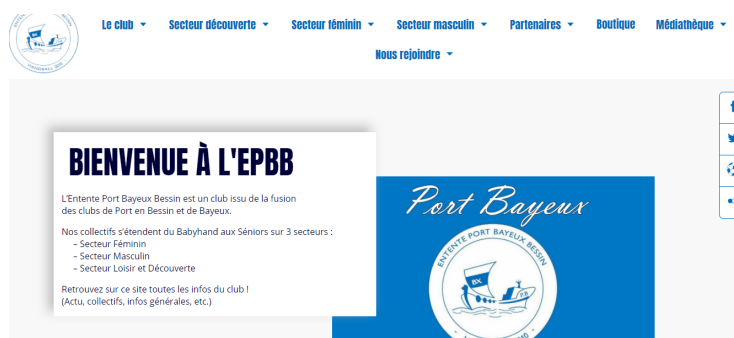 Le club
Secteur découverte
Secteur féminin
Secteur masculin
Partenaires
Boutique
Médiathèque
Nous rejoindre
BIENVENUE À L'EPBB
L'Entente Port Bayeux Bessin est un club issu de la fusion
des clubs de Port en Bessin et de Bayeux.
Nos collectifs s'étendent du Babyhand aux Séniors sur 3 secteurs :
– Secteur Féminin
– Secteur Masculin
– Secteur Loisir et Découverte
Retrouvez sur ce site toutes les infos du club !
(Actu, collectifs, infos générales, etc.)
Port Bayeux
ENTENTE PORT BAYEUX BESSIN
BX
P.B